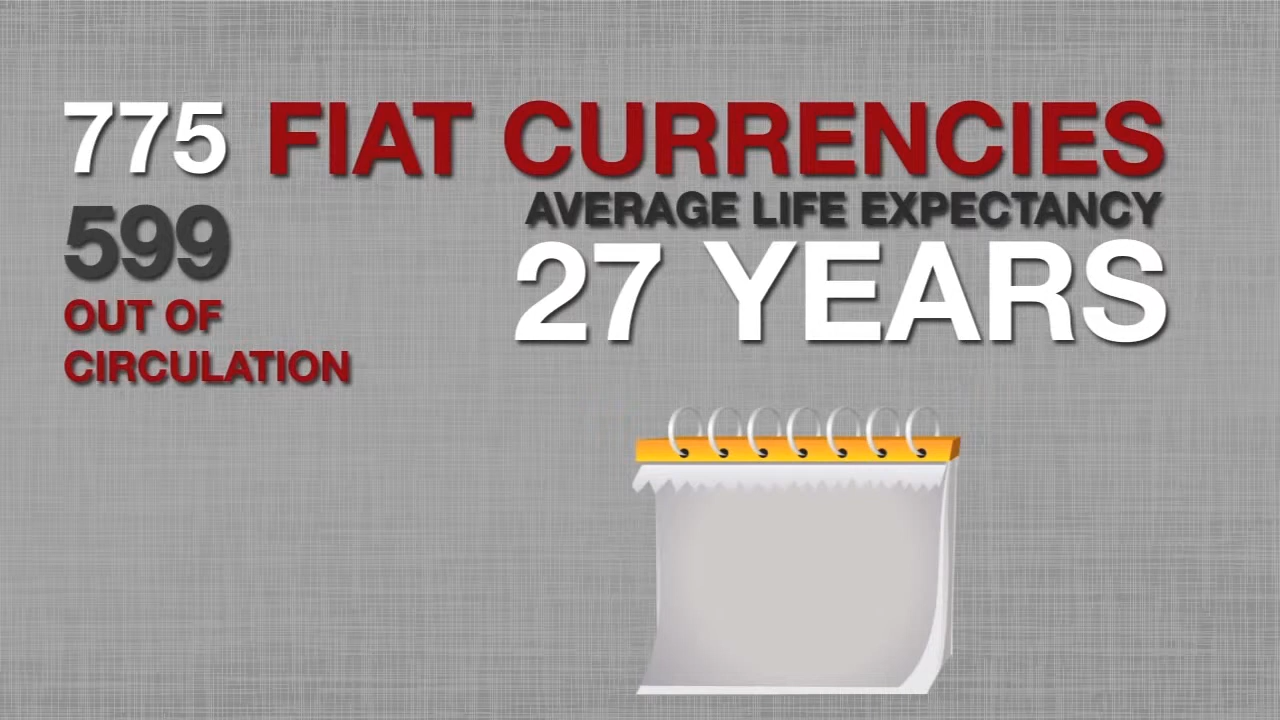 775 FIAT CURRENCIES
599
OUT OF
CIRCULATION
AVERAGE LIFE EXPECTANCY
27 YEARS